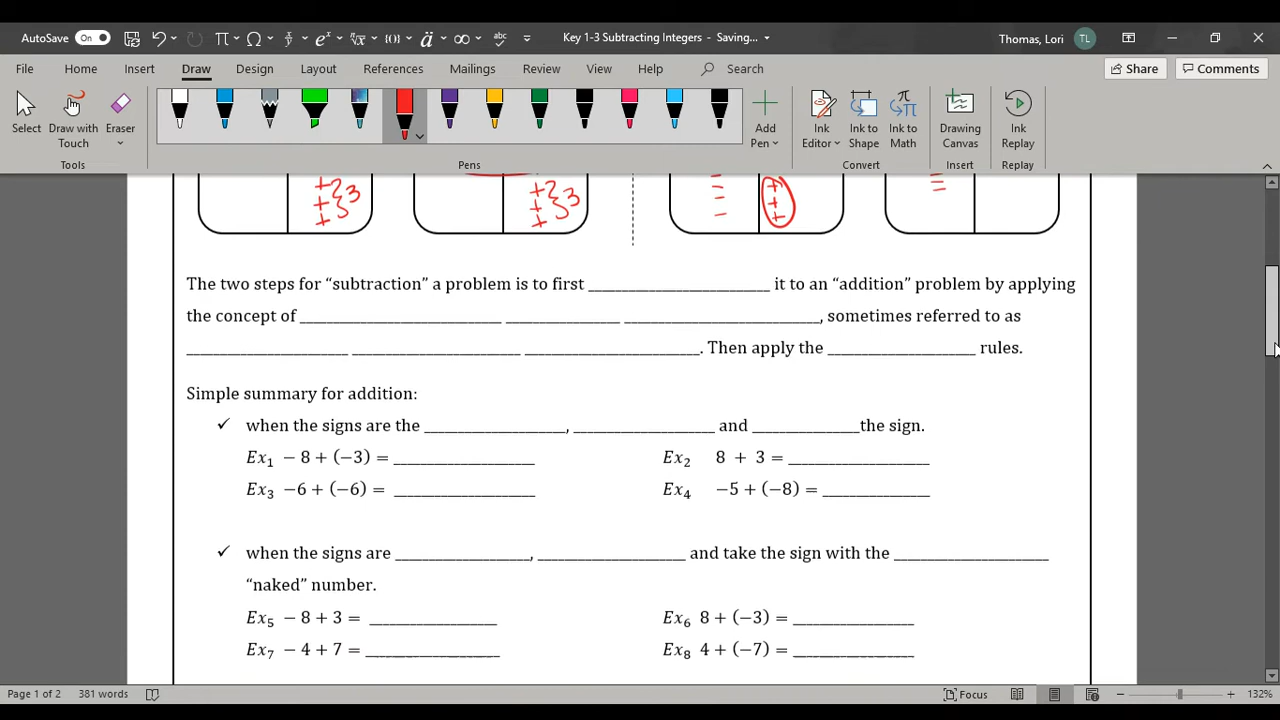 AutoSave On Key 1-3 Subtracting Integers - Saving... Thomas, Lori TL
File Home Insert Draw Design Layout References Mailings Review View Help Search Share Comments
Select Draw with Touch Eraser Add Pen Ink Editor Ink to Shape Ink to Math Drawing Canvas Ink Replay
Tools Pens Convert Insert Replay
The two steps for “subtraction” a problem is to first ____________ it to an “addition” problem by applying
the concept of ____________ ____________ ____________, sometimes referred to as
____________ ____________ ____________. Then apply the ____________ rules.
Simple summary for addition:
✓ when the signs are the ____________, ____________ and ____________the sign.
Ex₁ − 8 + (−3) = ____________ Ex₂ 8 + 3 = ____________
Ex₃ −6 + (−6) = ____________ Ex₄ −5 + (−8) = ____________
✓ when the signs are ____________, ____________ and take the sign with the ____________
“naked” number.
Ex₅ − 8 + 3 = ____________ Ex₆ 8 + (−3) = ____________
Ex₇ − 4 + 7 = ____________ Ex₈ 4 + (−7) = ____________
Page 1 of 2 381 words Focus 132%